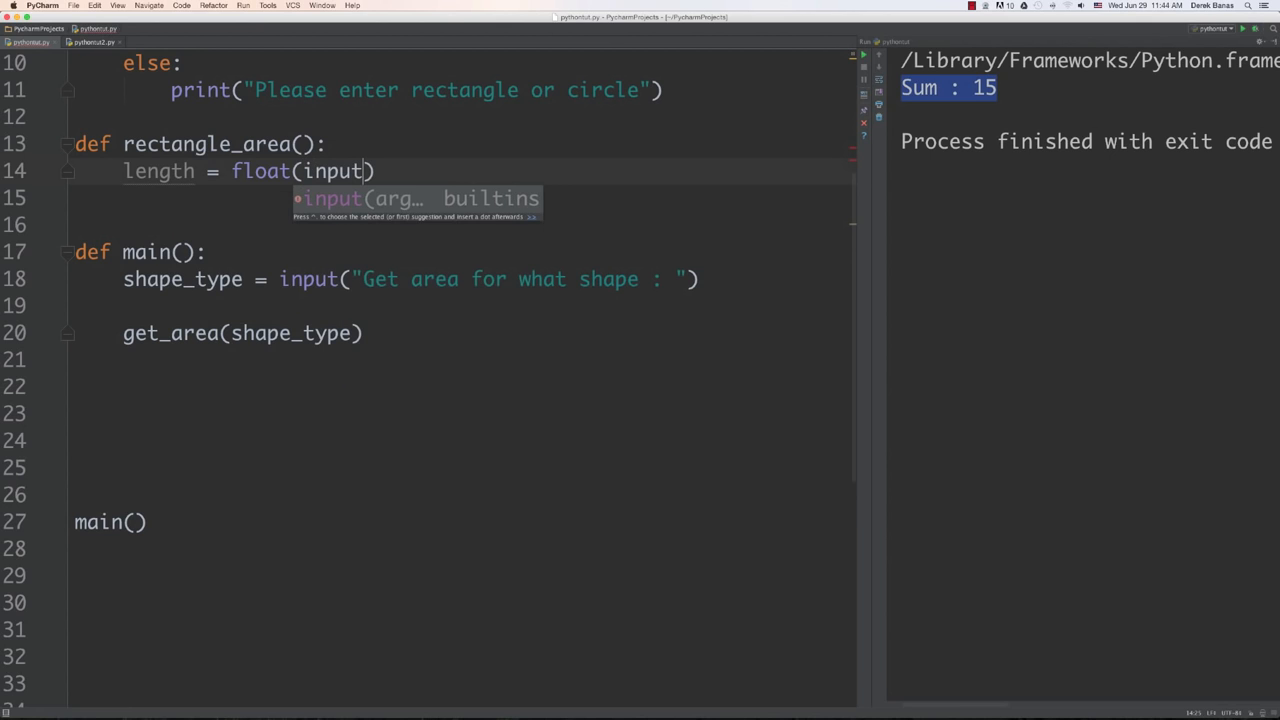 PyCharm File Edit View Navigate Code Refactor Run Tools VCS Window Help 10 Wed Jun 29 11:44 AM Derek Banas
pythontut.py - PycharmProjects - [~/PycharmProjects]
PycharmProjects pythontut.py pythontut
pythontut.py pythontut2.py Run: pythontut
10 else:
11 print("Please enter rectangle or circle")
12
13 def rectangle_area():
14 length = float(input)
input(arg… builtins
15
Press ^. to choose the selected (or first) suggestion and insert a dot afterwards >>
16
17 def main():
18 shape_type = input("Get area for what shape : ")
19
20 get_area(shape_type)
21
22
23
24
25
26
27 main()
28
29
30
31
32
33
/Library/Frameworks/Python.frame
Sum : 15
Process finished with exit code
14:25 LF÷ UTF-8÷